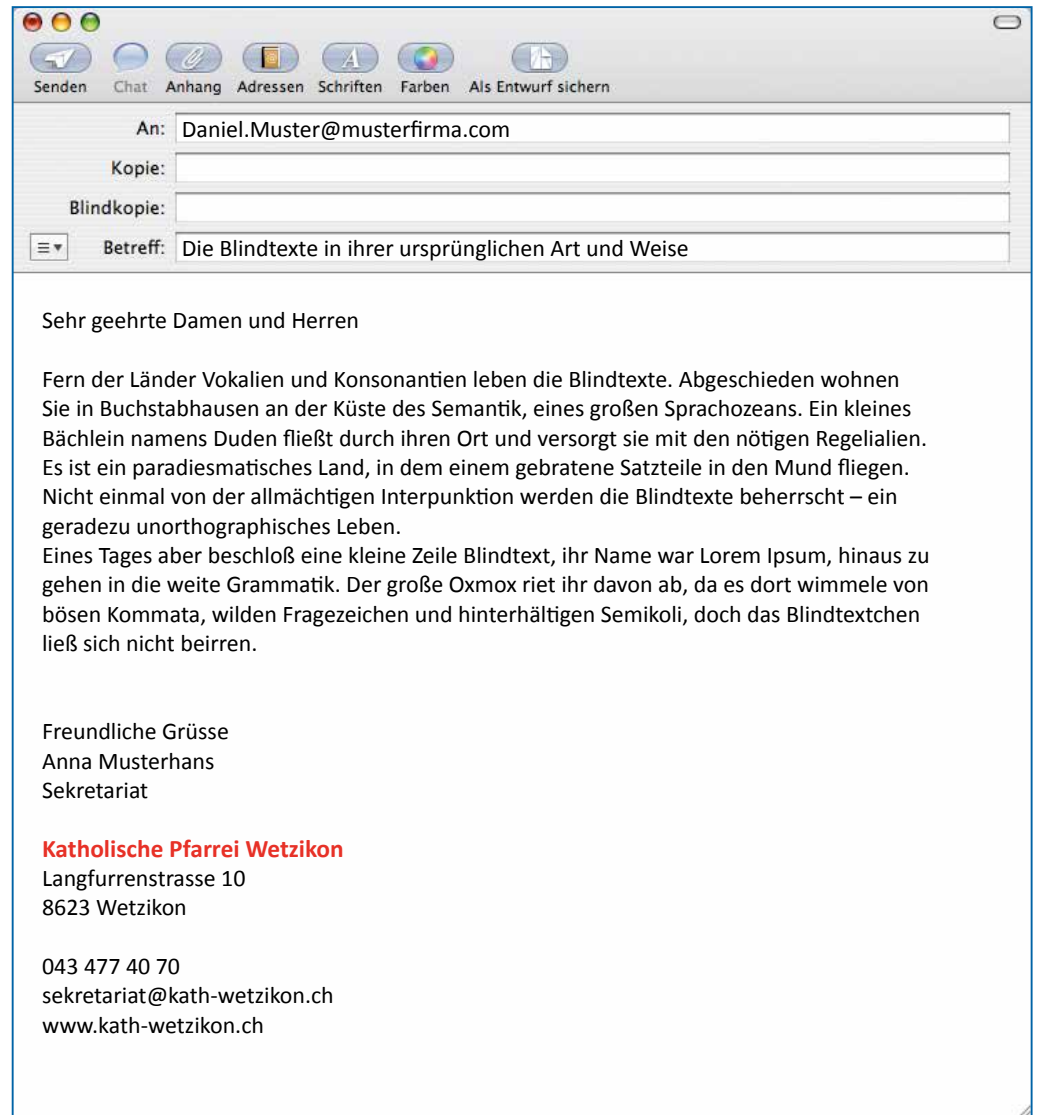 Senden Chat Anhang Adressen Schriften Farben Als Entwurf sichern
An: Daniel.Muster@musterfirma.com
Kopie:
Blindkopie:
Betreff: Die Blindtexte in ihrer ursprünglichen Art und Weise
Sehr geehrte Damen und Herren
Fern der Länder Vokalien und Konsonantien leben die Blindtexte. Abgeschieden wohnen
Sie in Buchstabhausen an der Küste des Semantik, eines großen Sprachozeans. Ein kleines
Bächlein namens Duden fließt durch ihren Ort und versorgt sie mit den nötigen Regelialien.
Es ist ein paradiesmatisches Land, in dem einem gebratene Satzteile in den Mund fliegen.
Nicht einmal von der allmächtigen Interpunktion werden die Blindtexte beherrscht – ein
geradezu unorthographisches Leben.
Eines Tages aber beschloß eine kleine Zeile Blindtext, ihr Name war Lorem Ipsum, hinaus zu
gehen in die weite Grammatik. Der große Oxmox riet ihr davon ab, da es dort wimmele von
bösen Kommata, wilden Fragezeichen und hinterhältigen Semikoli, doch das Blindtextchen
ließ sich nicht beirren.
Freundliche Grüsse
Anna Musterhans
Sekretariat
Katholische Pfarrei Wetzikon
Langfurrenstrasse 10
8623 Wetzikon
043 477 40 70
sekretariat@kath-wetzikon.ch
www.kath-wetzikon.ch